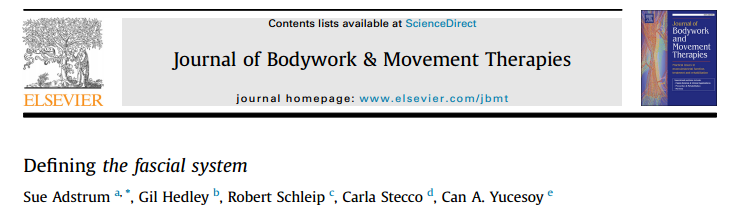 Contents lists available at ScienceDirect
Journal of Bodywork & Movement Therapies
journal homepage: www.elsevier.com/jbmt
ELSEVIER
Journal of
Bodywork
and
Movement
Therapies
Defining the fascial system
Sue Adstrum a, *, Gil Hedley b, Robert Schleip c, Carla Stecco d, Can A. Yucesoy e